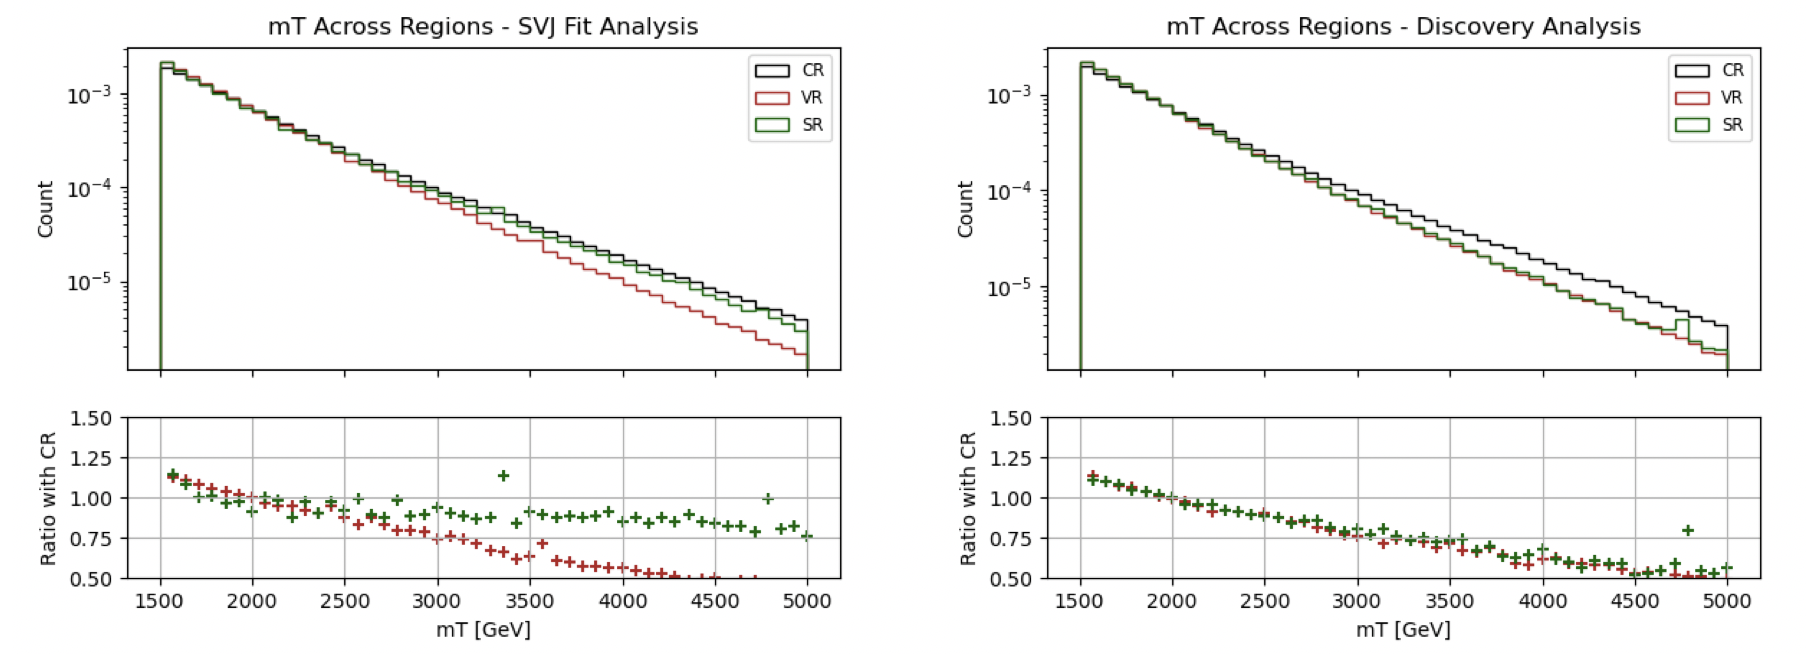 mT Across Regions - SVJ Fit Analysis
CR
VR
SR
10⁻³
10⁻⁴
10⁻⁵
Count
1.50
1.25
1.00
0.75
0.50
Ratio with CR
1500 2000 2500 3000 3500 4000 4500 5000
mT [GeV]
mT Across Regions - Discovery Analysis
CR
VR
SR
10⁻³
10⁻⁴
10⁻⁵
Count
1.50
1.25
1.00
0.75
0.50
Ratio with CR
1500 2000 2500 3000 3500 4000 4500 5000
mT [GeV]